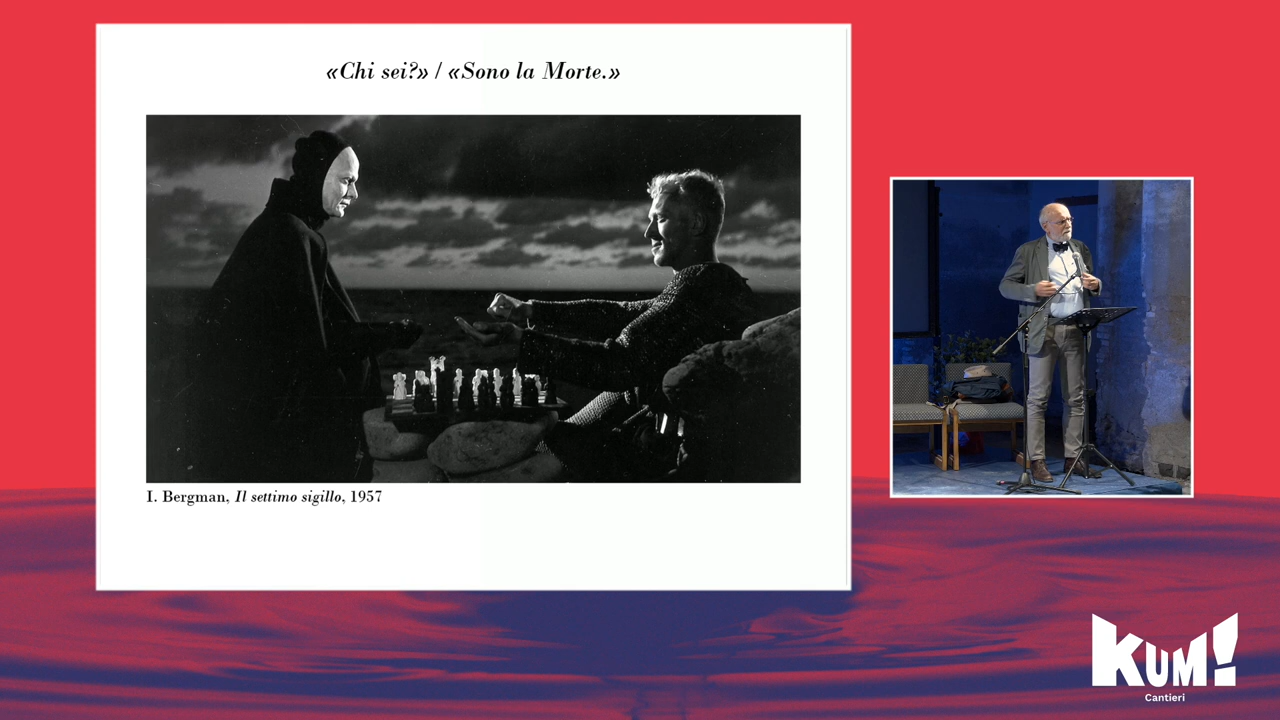 «Chi sei?» / «Sono la Morte.»
I. Bergman, Il settimo sigillo, 1957
KUM!
Cantieri